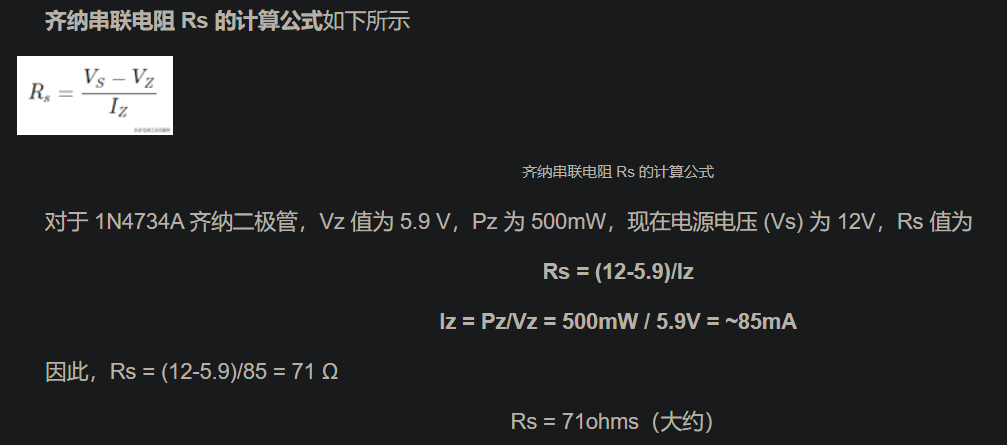 齐纳串联电阻 Rs 的计算公式如下所示
R_s = (V_S − V_Z) / I_Z
齐纳串联电阻 Rs 的计算公式
对于 1N4734A 齐纳二极管，Vz 值为 5.9 V，Pz 为 500mW，现在电源电压 (Vs) 为 12V，Rs 值为
Rs = (12-5.9)/Iz
Iz = Pz/Vz = 500mW / 5.9V = ~85mA
因此，Rs = (12-5.9)/85 = 71 Ω
Rs = 71ohms（大约）